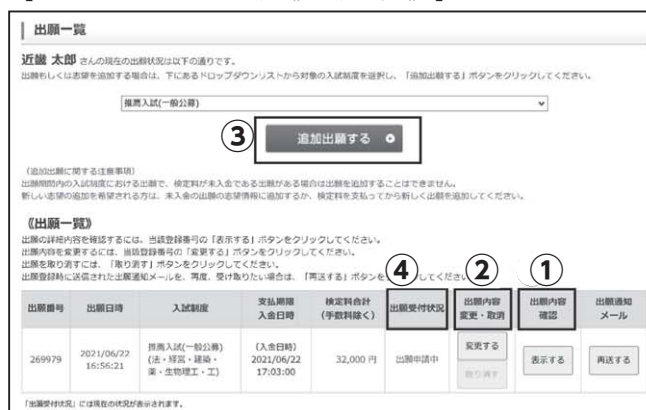 出願一覧
近畿 太郎 さんの現在の出願状況は以下の通りです。
出願もしくは志望を追加する場合は、下にあるドロップダウンリストから対象の入試制度を選択し、「追加出願する」ボタンをクリックしてください。
推薦入試(一般公募)
③ 追加出願する
(追加出願に関する注意事項)
出願期間内の入試制度における出願で、検定料が未入金である出願がある場合は出願を追加することはできません。
新しい志望の追加を希望される方は、未入金の出願の志望情報に追加するか、検定料を支払ってから新しく出願を追加してください。
《出願一覧》
出願の詳細内容を確認するには、当該登録番号の「表示する」ボタンをクリックしてください。
出願内容を変更するには、当該登録番号の「変更する」ボタンをクリックしてください。
出願を取り消すには、「取り消す」ボタンをクリックしてください。
出願登録時に送信された出願通知メールを、再度、受け取りたい場合は、「再送する」ボタンを してください
④ ② ①
出願番号 出願日時 入試制度 支払期限 入金日時 検定料合計 (手数料除く) 出願受付状況 出願内容 変更・取消 出願内容 確認 出願通知 メール
269979 2021/06/22 16:56:21 推薦入試(一般公募) (法・経営・建築・薬・生物理工・工) (入金日時) 2021/06/22 17:03:00 32,000 円 出願申請中 変更する 取り消す 表示する 再送する
「出願受付状況」には現在の状況が表示されます。